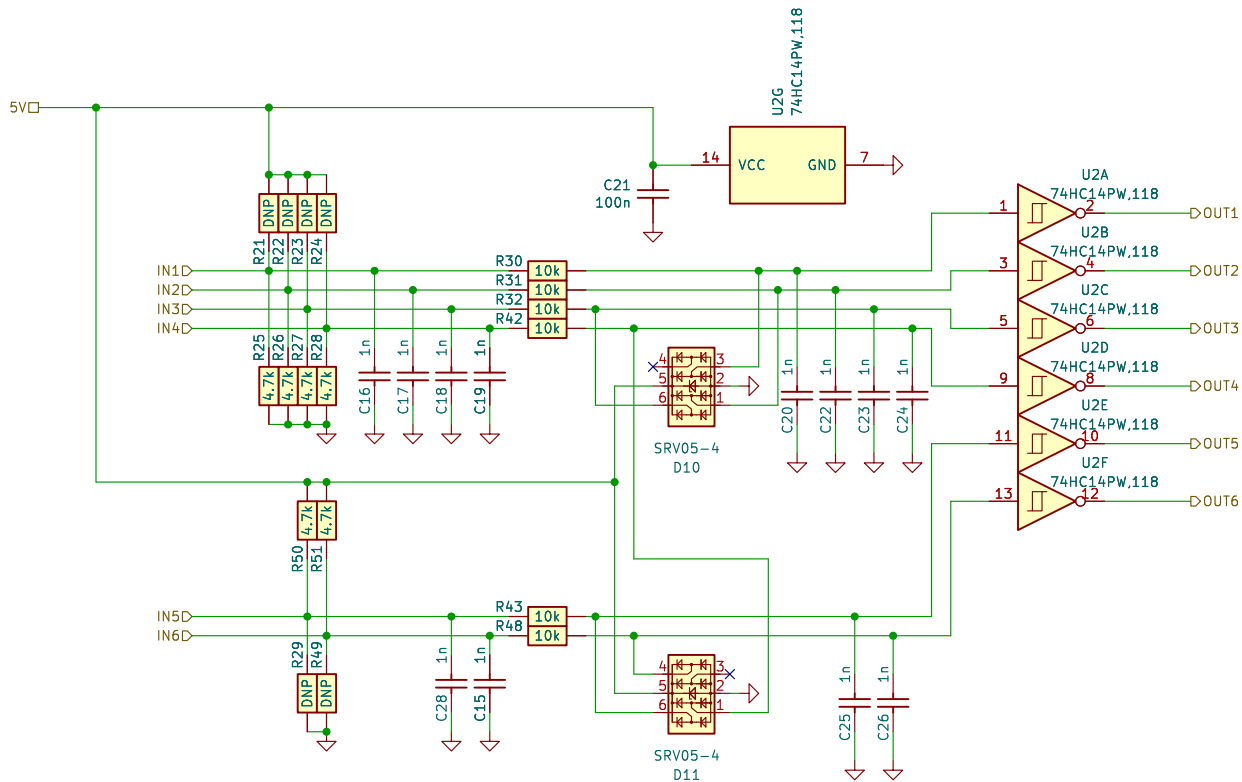 U2G
74HC14PW,118
5V
14
VCC
GND
7
C21
100n
DNP
DNP
DNP
DNP
R21
R22
R23
R24
IN1
IN2
IN3
IN4
R30
10k
R31
10k
R32
10k
R42
10k
R25
R26
R27
R28
4.7k
4.7k
4.7k
4.7k
1n
C16
1n
C17
1n
C18
1n
C19
4
5
6
3
2
1
SRV05-4
D10
1n
C20
1n
C22
1n
C23
1n
C24
U2A
74HC14PW,118
1
2
OUT1
U2B
74HC14PW,118
3
4
OUT2
U2C
74HC14PW,118
5
6
OUT3
U2D
74HC14PW,118
9
8
OUT4
U2E
74HC14PW,118
11
10
OUT5
U2F
74HC14PW,118
13
12
OUT6
4.7k
4.7k
R50
R51
IN5
IN6
R43
10k
R48
10k
R29
R49
DNP
DNP
1n
C28
1n
C15
4
5
6
3
2
1
SRV05-4
D11
1n
C25
1n
C26